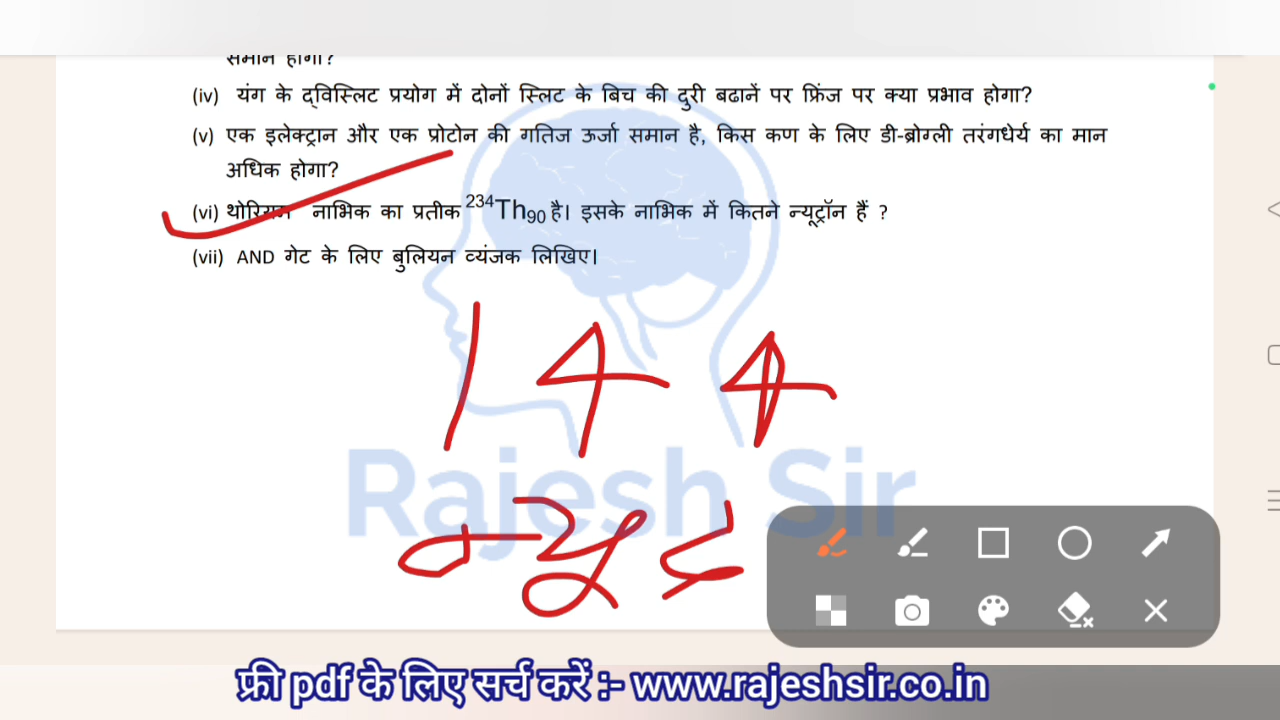 समान होगा?
(iv) यंग के द्विस्लिट प्रयोग में दोनों स्लिट के बिच की दुरी बढानें पर फ्रिंज पर क्या प्रभाव होगा?
(v) एक इलेक्ट्रान और एक प्रोटोन की गतिज ऊर्जा समान है, किस कण के लिए डी-ब्रोग्ली तरंगधेर्य का मान
अधिक होगा?
(vi) थोरियम नाभिक का प्रतीक ²³⁴Th₉₀ है। इसके नाभिक में कितने न्यूट्रॉन हैं ?
(vii) AND गेट के लिए बुलियन व्यंजक लिखिए।
144
Rajesh Sir
फ्री pdf के लिए सर्च करें :- www.rajeshsir.co.in